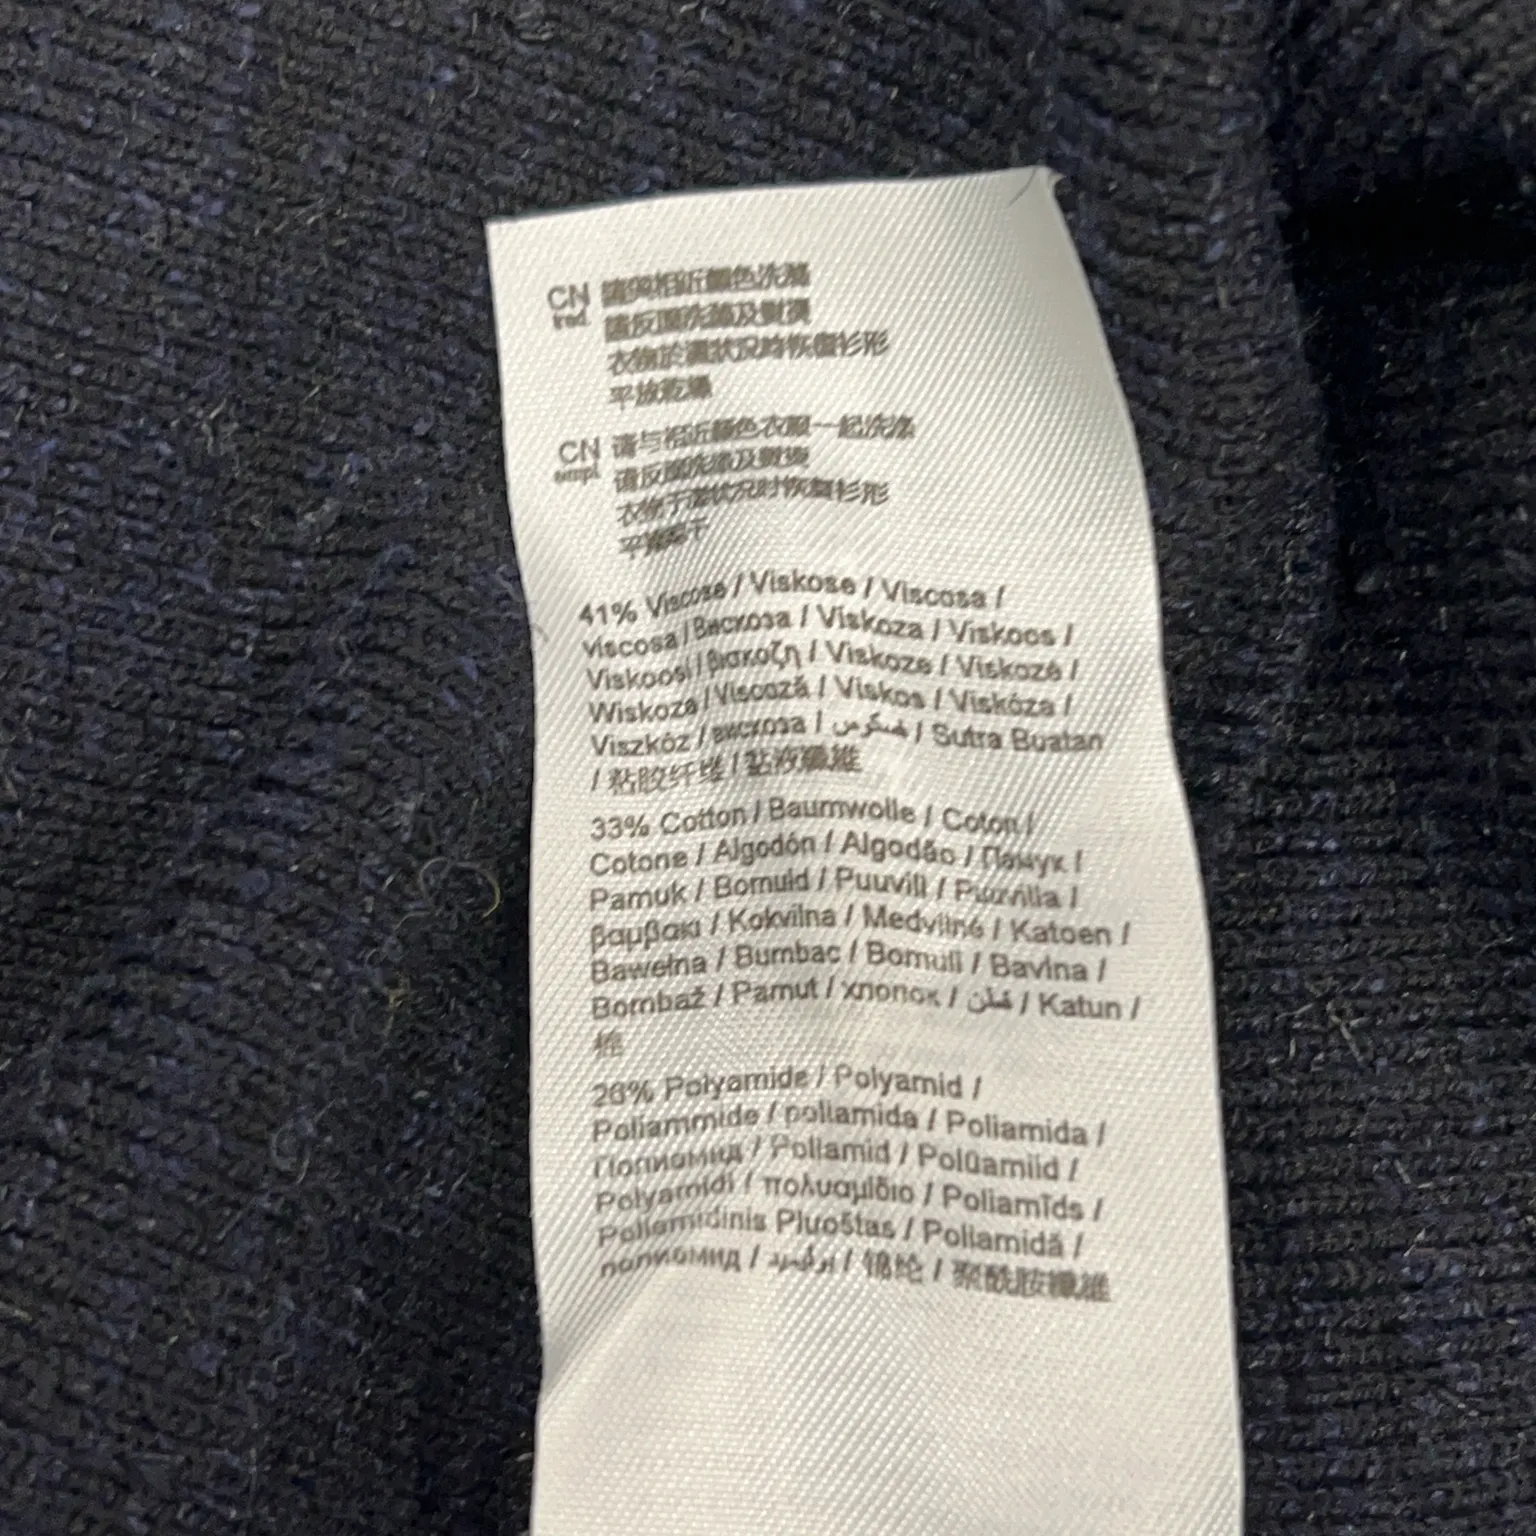 CN 請與相近顏色洗滌
trad. 請反面洗滌及熨燙
衣物於濕狀況時恢復衫形
平放乾燥
CN 请与相近颜色衣服一起洗涤
sempl 请反面洗涤及熨烫
衣物于湿状况时恢复衫形
平摊晾干
41% Viscose / Viskose / Viscosa /
viscosa / Вискоза / Viskoza / Viskoos /
Viskoosi / βισκοζη / Viskoze / Viskozė /
Wiskoza / Viscoză / Viskos / Viskóza /
Viszkóz / вискоза / فسكوس / Sutra Buatan
/ 粘胶纤维 / 黏液纖維
33% Cotton / Baumwolle / Coton /
Cotone / Algodón / Algodão / Памук /
Pamuk / Bomuld / Puuvill / Puuvilla /
βαμβακι / Kokvilna / Medvilnė / Katoen /
Bawełna / Bumbac / Bomull / Bavlna /
Bombaž / Pamut / хлопок / قطن / Katun /
棉
26% Polyamide / Polyamid /
Poliammide / poliamida / Poliamida /
Полиамид / Poliamid / Polüamiid /
Polyamidi / πολυαμίδιο / Poliamīds /
Poliamidinis Pluoštas / Poliamidă /
полиамид / / 锦纶 / 聚酰胺纖維